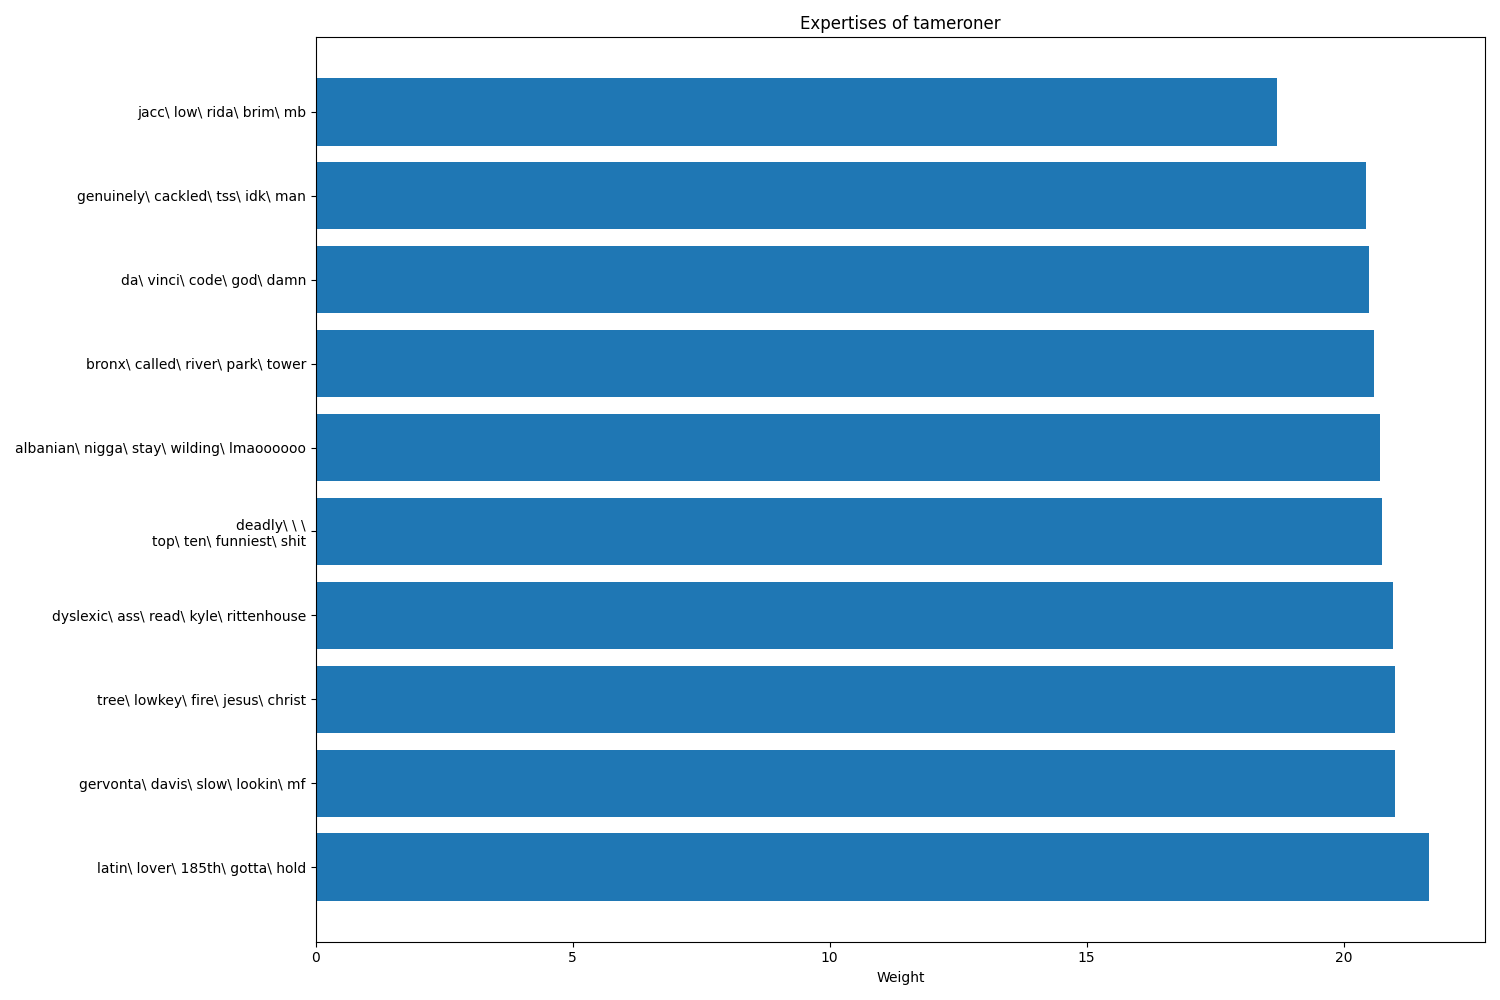 Expertises of tameroner
jacc\ low\ rida\ brim\ mb
genuinely\ cackled\ tss\ idk\ man
da\ vinci\ code\ god\ damn
bronx\ called\ river\ park\ tower
albanian\ nigga\ stay\ wilding\ lmaoooooo
deadly\ \ \
top\ ten\ funniest\ shit
dyslexic\ ass\ read\ kyle\ rittenhouse
tree\ lowkey\ fire\ jesus\ christ
gervonta\ davis\ slow\ lookin\ mf
latin\ lover\ 185th\ gotta\ hold
0 5 10 15 20
Weight